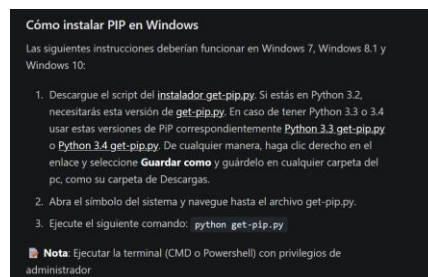 Cómo instalar PIP en Windows
Las siguientes instrucciones deberían funcionar en Windows 7, Windows 8.1 y
Windows 10:
1. Descargue el script del instalador get-pip.py. Si estás en Python 3.2,
necesitarás esta versión de get-pip.py. En caso de tener Python 3.3 o 3.4
usar estas versiones de PiP correspondientemente Python 3.3 get-pip.py
o Python 3.4 get-pip.py. De cualquier manera, haga clic derecho en el
enlace y seleccione Guardar como y guárdelo en cualquier carpeta del
pc, como su carpeta de Descargas.
2. Abra el símbolo del sistema y navegue hasta el archivo get-pip.py.
3. Ejecute el siguiente comando: python get-pip.py
Nota: Ejecutar la terminal (CMD o Powershell) con privilegios de
administrador